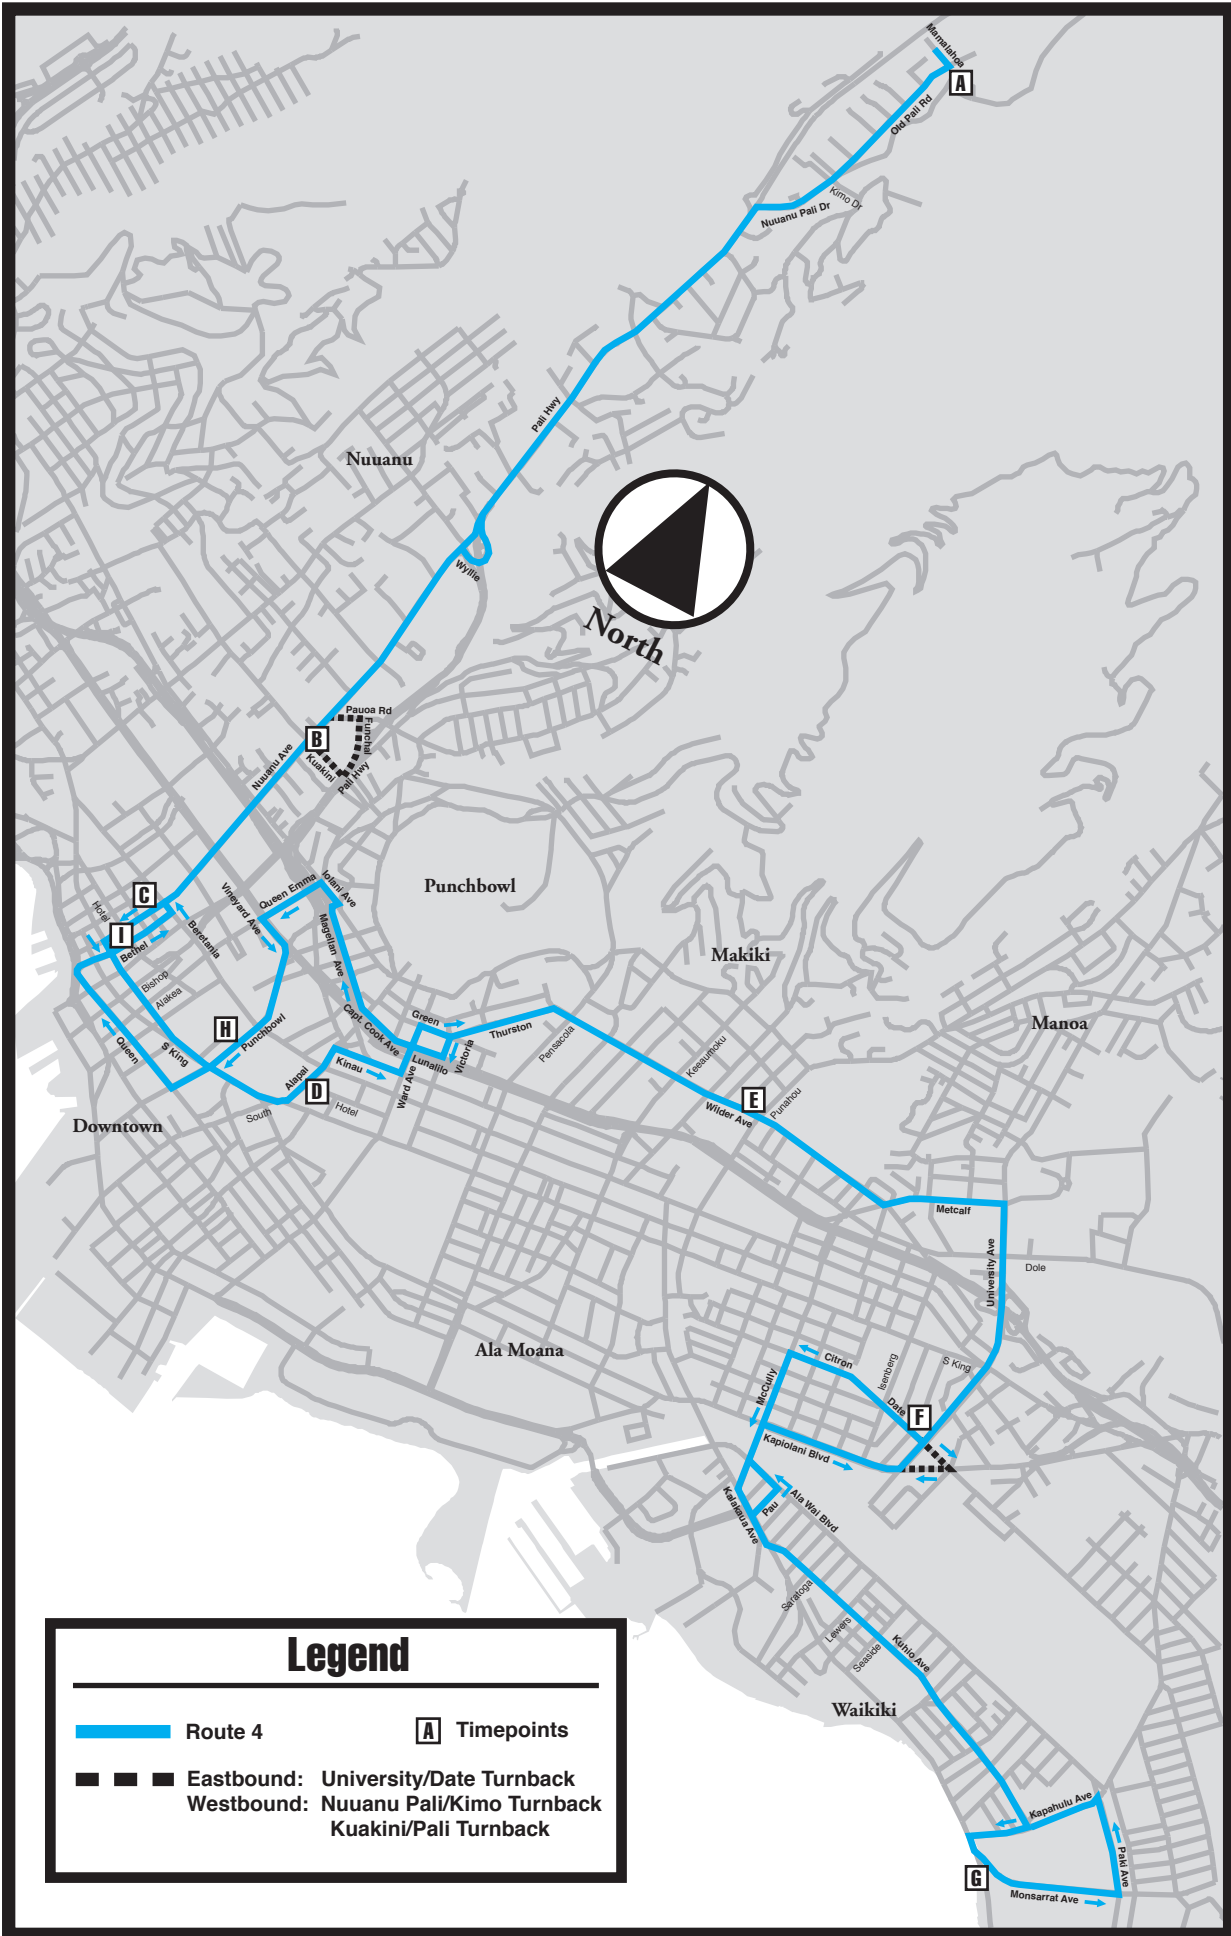 Mamalahoa
A
Old Pali Rd
Kimo Dr
Nuuanu Pali Dr
Pali Hwy
Nuuanu
Wyllie
North
Pauoa Rd
Funchal
B
Kuakini
Pali Hwy
Nuuanu Ave
Punchbowl
Iolani Ave
Queen Emma
Vineyard Ave
C
Hotel
I
Bethel
Beretania
Magellan Ave
Makiki
Bishop
Alakea
Manoa
H
Punchbowl
Capt. Cook Ave
Green
Thurston
Pensacola
Queen
S King
Victoria
Lunalilo
Kinau
Ward Ave
Alapai
D
Hotel
South
Keeaumoku
E
Wilder Ave
Punahou
Downtown
Metcalf
University Ave
Dole
Ala Moana
Citron
Isenberg
S King
McCully
Date
F
Kapiolani Blvd
Kalakaua Ave
Pau
Ala Wai Blvd
Saratoga
Lewers
Seaside
Kuhio Ave
Waikiki
Kapahulu Ave
Paki Ave
G
Monsarrat Ave
Legend
Route 4
A Timepoints
Eastbound: University/Date Turnback
Westbound: Nuuanu Pali/Kimo Turnback
Kuakini/Pali Turnback